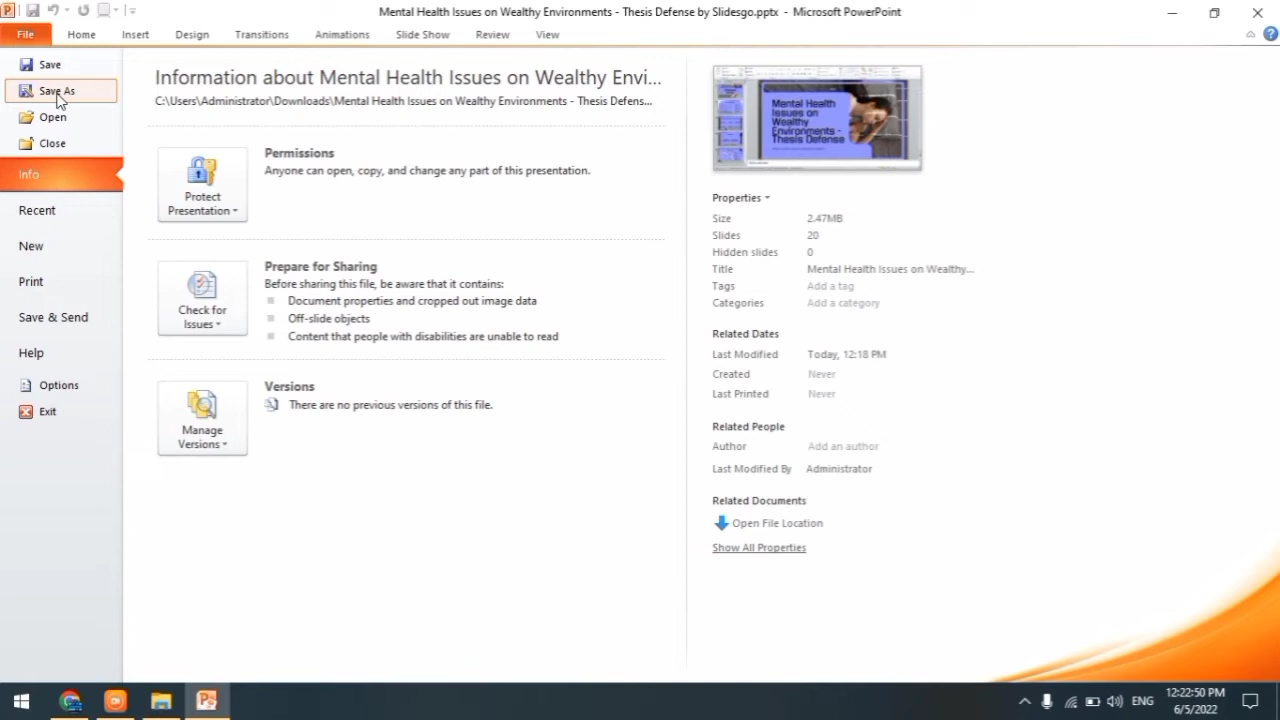 Mental Health Issues on Wealthy Environments - Thesis Defense by Slidesgo.pptx - Microsoft PowerPoint
File Home Insert Design Transitions Animations Slide Show Review View
Save
Save As
Open
Close
Info
Recent
New
Print
Save & Send
Help
Options
Exit
Information about Mental Health Issues on Wealthy Envi...
C:\Users\Administrator\Downloads\Mental Health Issues on Wealthy Environments - Thesis Defens...
Protect
Presentation
Permissions
Anyone can open, copy, and change any part of this presentation.
Check for
Issues
Prepare for Sharing
Before sharing this file, be aware that it contains:
Document properties and cropped out image data
Off-slide objects
Content that people with disabilities are unable to read
Manage
Versions
Versions
There are no previous versions of this file.
Mental Health
Issues on
Wealthy
Environments -
Thesis Defense
Properties
Size 2.47MB
Slides 20
Hidden slides 0
Title Mental Health Issues on Wealthy...
Tags Add a tag
Categories Add a category
Related Dates
Last Modified Today, 12:18 PM
Created Never
Last Printed Never
Related People
Author Add an author
Last Modified By Administrator
Related Documents
Open File Location
Show All Properties
ENG
12:22:50 PM
6/5/2022